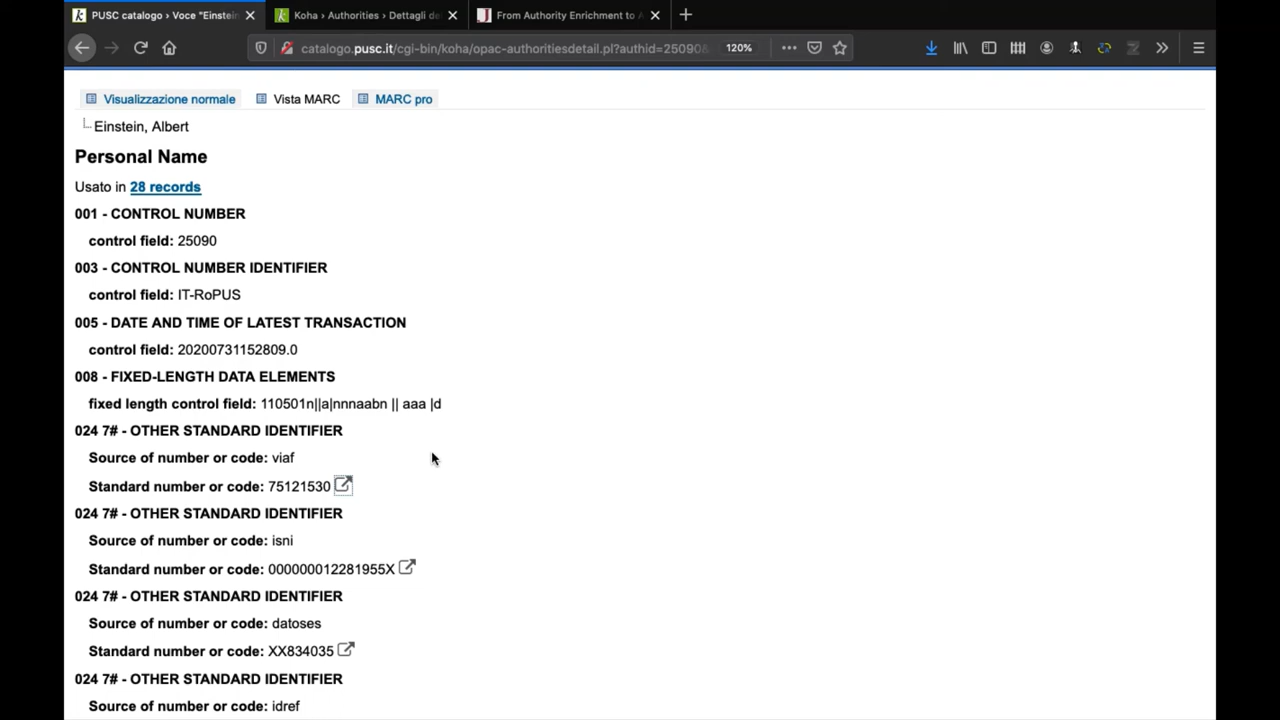 PUSC catalogo › Voce "Einstein
Koha › Authorities › Dettagli de
From Authority Enrichment to A
catalogo.pusc.it/cgi-bin/koha/opac-authoritiesdetail.pl?authid=25090&
120%
Visualizzazione normale
Vista MARC
MARC pro
Einstein, Albert
Personal Name
Usato in 28 records
001 - CONTROL NUMBER
control field: 25090
003 - CONTROL NUMBER IDENTIFIER
control field: IT-RoPUS
005 - DATE AND TIME OF LATEST TRANSACTION
control field: 20200731152809.0
008 - FIXED-LENGTH DATA ELEMENTS
fixed length control field: 110501n||a|nnnaabn || aaa |d
024 7# - OTHER STANDARD IDENTIFIER
Source of number or code: viaf
Standard number or code: 75121530
024 7# - OTHER STANDARD IDENTIFIER
Source of number or code: isni
Standard number or code: 000000012281955X
024 7# - OTHER STANDARD IDENTIFIER
Source of number or code: datoses
Standard number or code: XX834035
024 7# - OTHER STANDARD IDENTIFIER
Source of number or code: idref